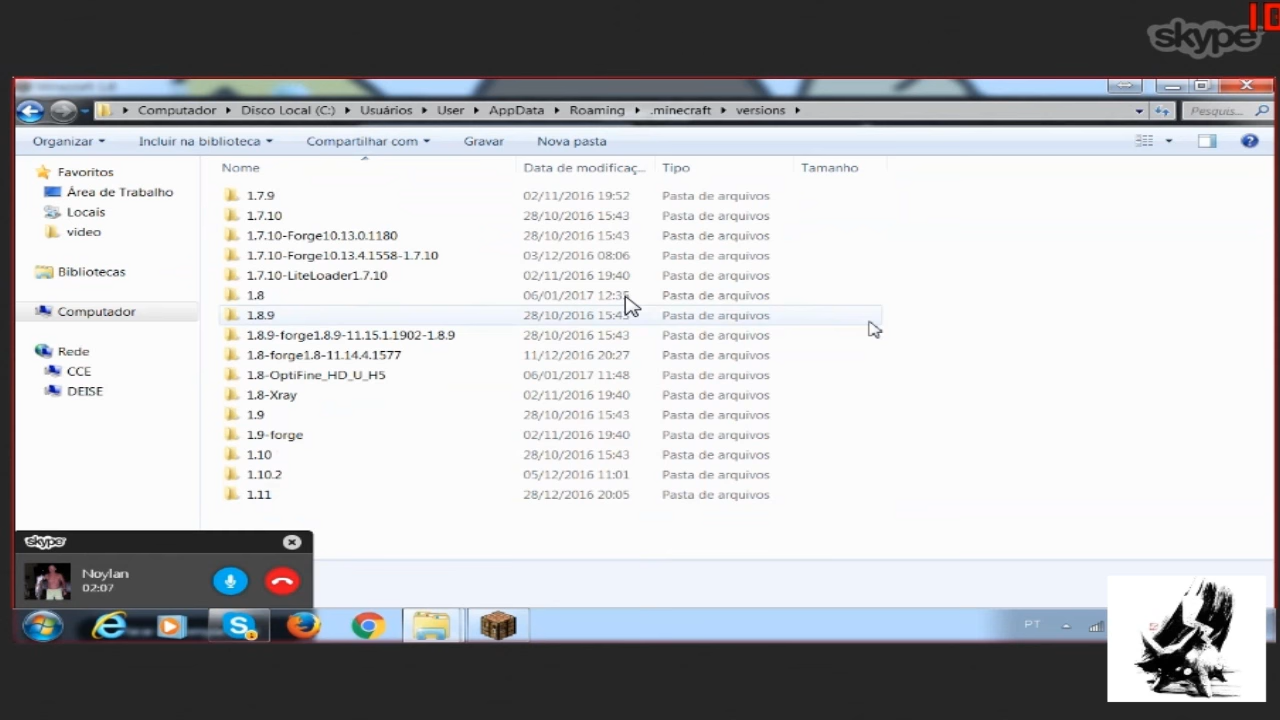 skype
Computador Disco Local (C:) Usuários User AppData Roaming .minecraft versions
Pesquis...
Organizar Incluir na biblioteca Compartilhar com Gravar Nova pasta
Nome Data de modificaç... Tipo Tamanho
Favoritos
Área de Trabalho
Locais
video
Bibliotecas
Computador
Rede
CCE
DEISE
1.7.9 02/11/2016 19:52 Pasta de arquivos
1.7.10 28/10/2016 15:43 Pasta de arquivos
1.7.10-Forge10.13.0.1180 28/10/2016 15:43 Pasta de arquivos
1.7.10-Forge10.13.4.1558-1.7.10 03/12/2016 08:06 Pasta de arquivos
1.7.10-LiteLoader1.7.10 02/11/2016 19:40 Pasta de arquivos
1.8 06/01/2017 Pasta de arquivos
1.8.9 28/10/2016 Pasta de arquivos
1.8.9-forge1.8.9-11.15.1.1902-1.8.9 28/10/2016 15:43 Pasta de arquivos
1.8-forge1.8-11.14.4.1577 11/12/2016 20:27 Pasta de arquivos
1.8-OptiFine_HD_U_H5 06/01/2017 11:48 Pasta de arquivos
1.8-Xray 02/11/2016 19:40 Pasta de arquivos
1.9 28/10/2016 15:43 Pasta de arquivos
1.9-forge 02/11/2016 19:40 Pasta de arquivos
1.10 28/10/2016 15:43 Pasta de arquivos
1.10.2 05/12/2016 11:01 Pasta de arquivos
1.11 28/12/2016 20:05 Pasta de arquivos
skype
Noylan
02:07
PT